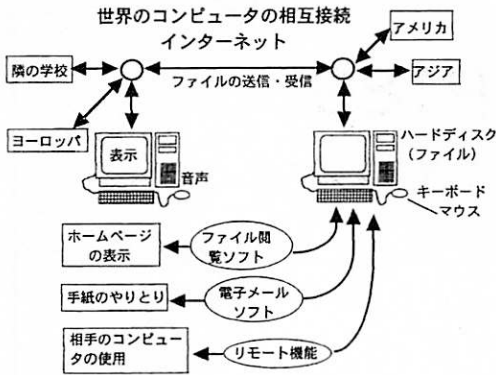 世界のコンピュータの相互接続
インターネット
アメリカ
隣の学校
アジア
ファイルの送信・受信
ヨーロッパ
表示
音声
ハードディスク
(ファイル)
キーボード
マウス
ホームページ
の表示
ファイル閲
覧ソフト
手紙のやりとり
電子メール
ソフト
相手のコンピュー
タの使用
リモート機能